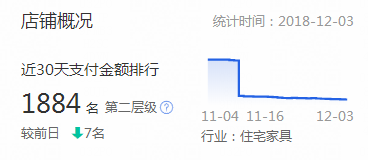 店铺概况
统计时间：2018-12-03
近30天支付金额排行
1884 名 第二层级 ?
较前日 7名
11-04 11-16 12-03
行业：住宅家具